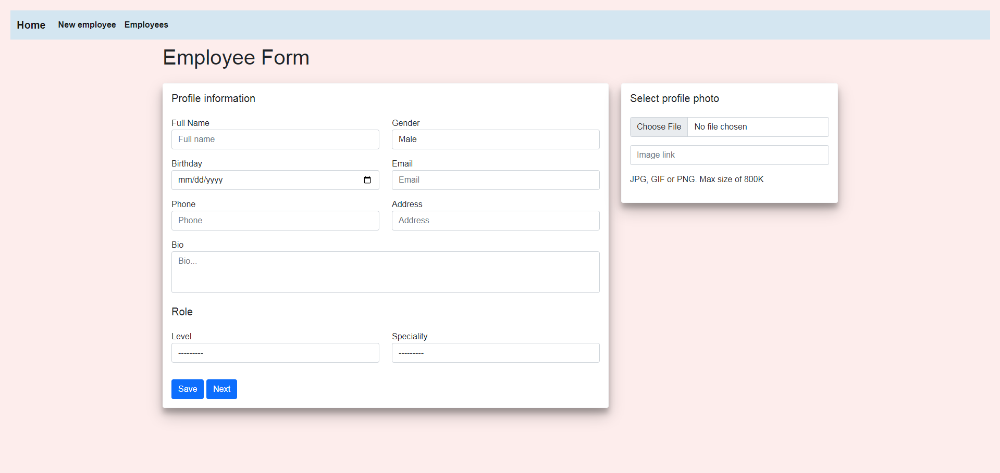 Home New employee Employees
Employee Form
Profile information
Full Name
Full name
Gender
Male
Birthday
mm/dd/yyyy
Email
Email
Phone
Phone
Address
Address
Bio
Bio...
Role
Level
---------
Speciality
---------
Save Next
Select profile photo
Choose File No file chosen
Image link
JPG, GIF or PNG. Max size of 800K